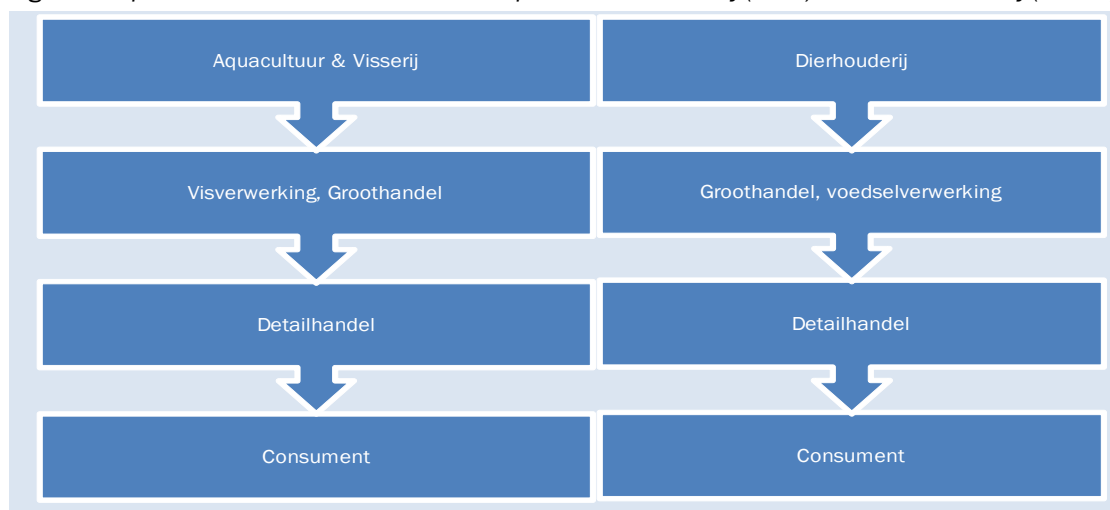 Aquacultuur & Visserij
Dierhouderij
Visverwerking, Groothandel
Groothandel, voedselverwerking
Detailhandel
Detailhandel
Consument
Consument